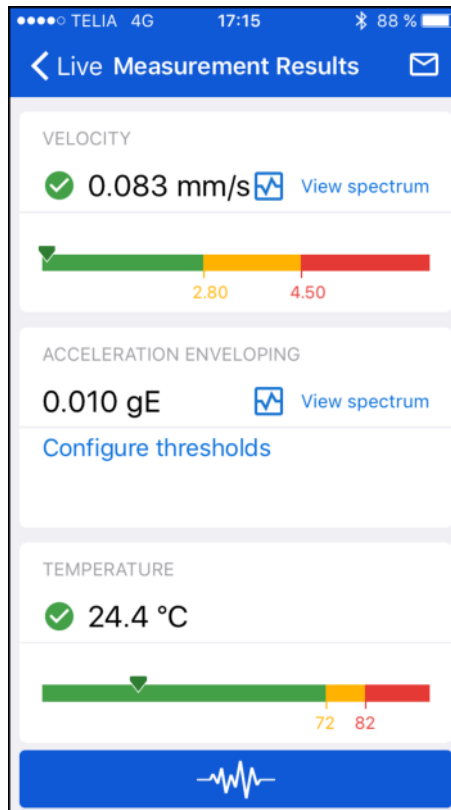 TELIA 4G 17:15 88 %
Live Measurement Results
VELOCITY
0.083 mm/s View spectrum
2.80 4.50
ACCELERATION ENVELOPING
0.010 gE View spectrum
Configure thresholds
TEMPERATURE
24.4 °C
72 82